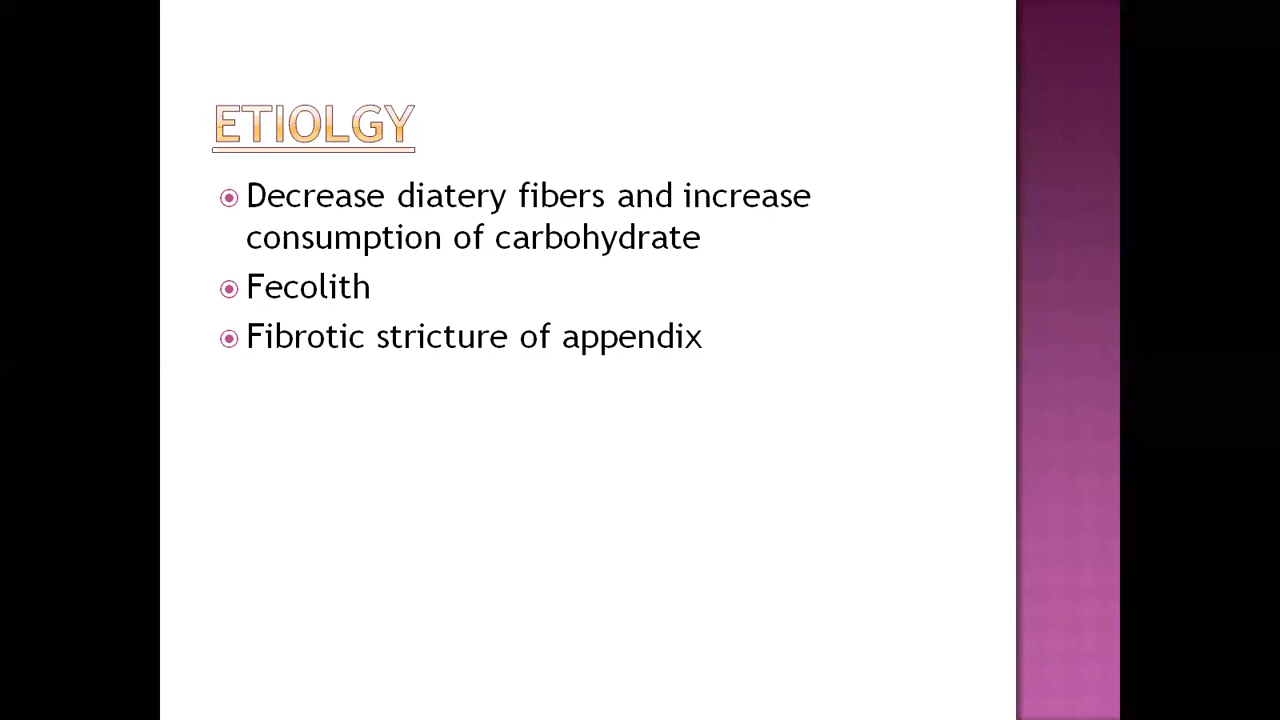 ETIOLGY
Decrease diatery fibers and increase
consumption of carbohydrate
Fecolith
Fibrotic stricture of appendix